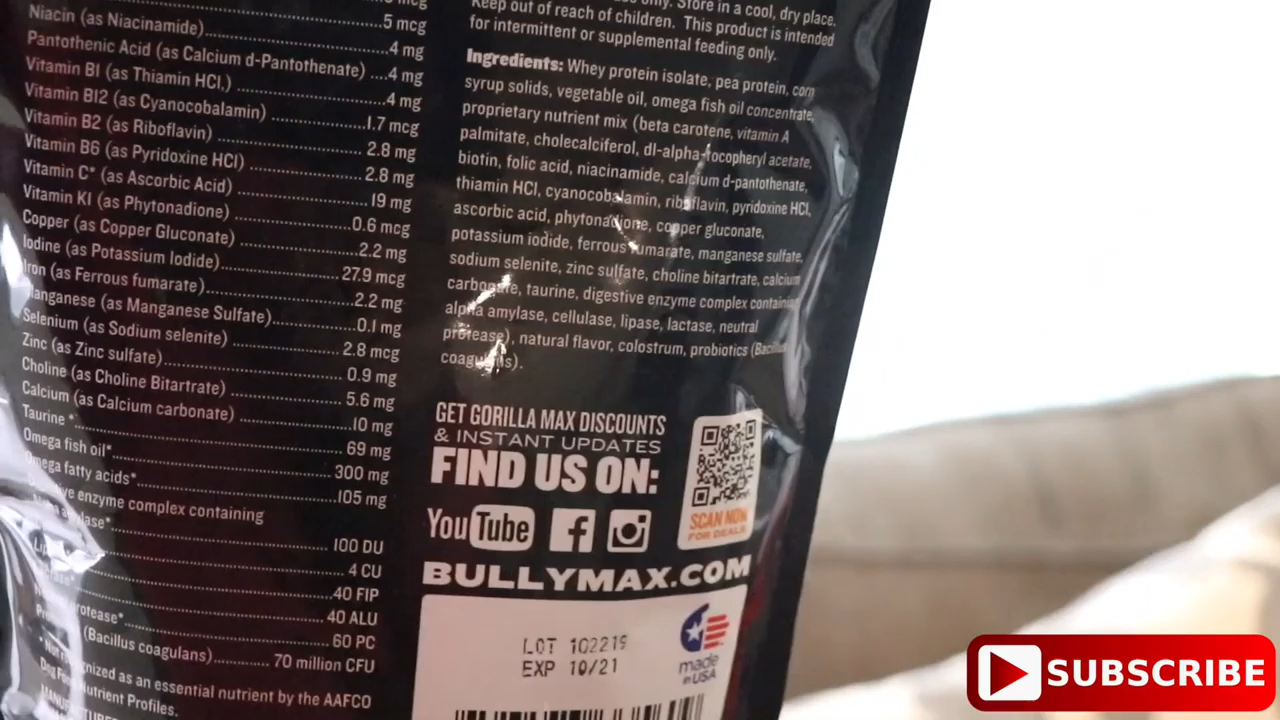 5 mcg
Niacin (as Niacinamide) 4 mg
Pantothenic Acid (as Calcium d-Pantothenate) ....4 mg
Vitamin B1 (as Thiamin HCl,) 4 mg
Vitamin B12 (as Cyanocobalamin) 1.7 mcg
Vitamin B2 (as Riboflavin) 2.8 mg
Vitamin B6 (as Pyridoxine HCl) 2.8 mg
Vitamin C* (as Ascorbic Acid) 19 mg
Vitamin K1 (as Phytonadione) 0.6 mcg
Copper (as Copper Gluconate) 2.2 mg
Iodine (as Potassium Iodide) 27.9 mcg
Iron (as Ferrous fumarate) 2.2 mg
Manganese (as Manganese Sulfate) 0.1 mg
Selenium (as Sodium selenite) 2.8 mcg
Zinc (as Zinc sulfate) 0.9 mg
Choline (as Choline Bitartrate) 5.6 mg
Calcium (as Calcium carbonate) 10 mg
Taurine* 69 mg
Omega fish oil* 300 mg
Omega fatty acids* 105 mg
enzyme complex containing
100 DU
4 CU
40 FIP
40 ALU
60 PC
(Bacillus coagulans) 70 million CFU
as an essential nutrient by the AAFCO
Nutrient Profiles.
only. Store in a cool, dry place.
Keep out of reach of children. This product is intended
for intermittent or supplemental feeding only.
Ingredients: Whey protein isolate, pea protein, corn
syrup solids, vegetable oil, omega fish oil concentrate,
proprietary nutrient mix (beta carotene, vitamin A
palmitate, cholecalciferol, dl-alpha-tocopheryl acetate,
biotin, folic acid, niacinamide, calcium d-pantothenate,
thiamin HCl, cyanocobalamin, riboflavin, pyridoxine HCl,
ascorbic acid, phytonadione, copper gluconate,
potassium iodide, ferrous fumarate, manganese sulfate,
sodium selenite, zinc sulfate, choline bitartrate, calcium
carbonate, taurine, digestive enzyme complex containing
alpha amylase, cellulase, lipase, lactase, neutral
protease), natural flavor, colostrum, probiotics (Bacillus
coagulans).
GET GORILLA MAX DISCOUNTS
& INSTANT UPDATES
FIND US ON:
YouTube
SCAN NOW
FOR DEALS
BULLYMAX.COM
LOT 102219
EXP 10/21
made
in USA
SUBSCRIBE